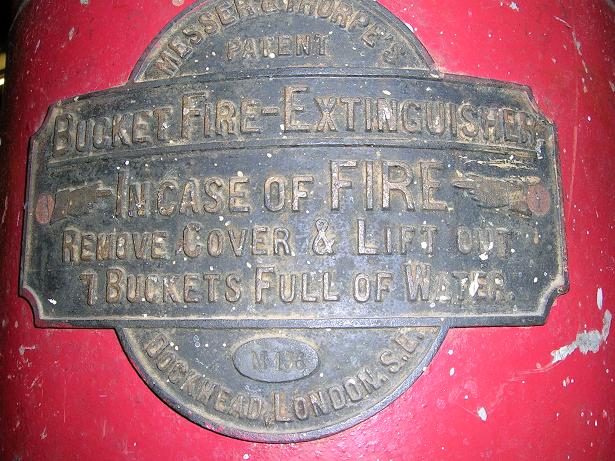 MESSER & THORPE'S
PATENT
BUCKET FIRE-EXTINGUISHER
IN CASE OF FIRE
REMOVE COVER & LIFT OUT
7 BUCKETS FULL OF WATER.
DOCKHEAD, LONDON. S.E.